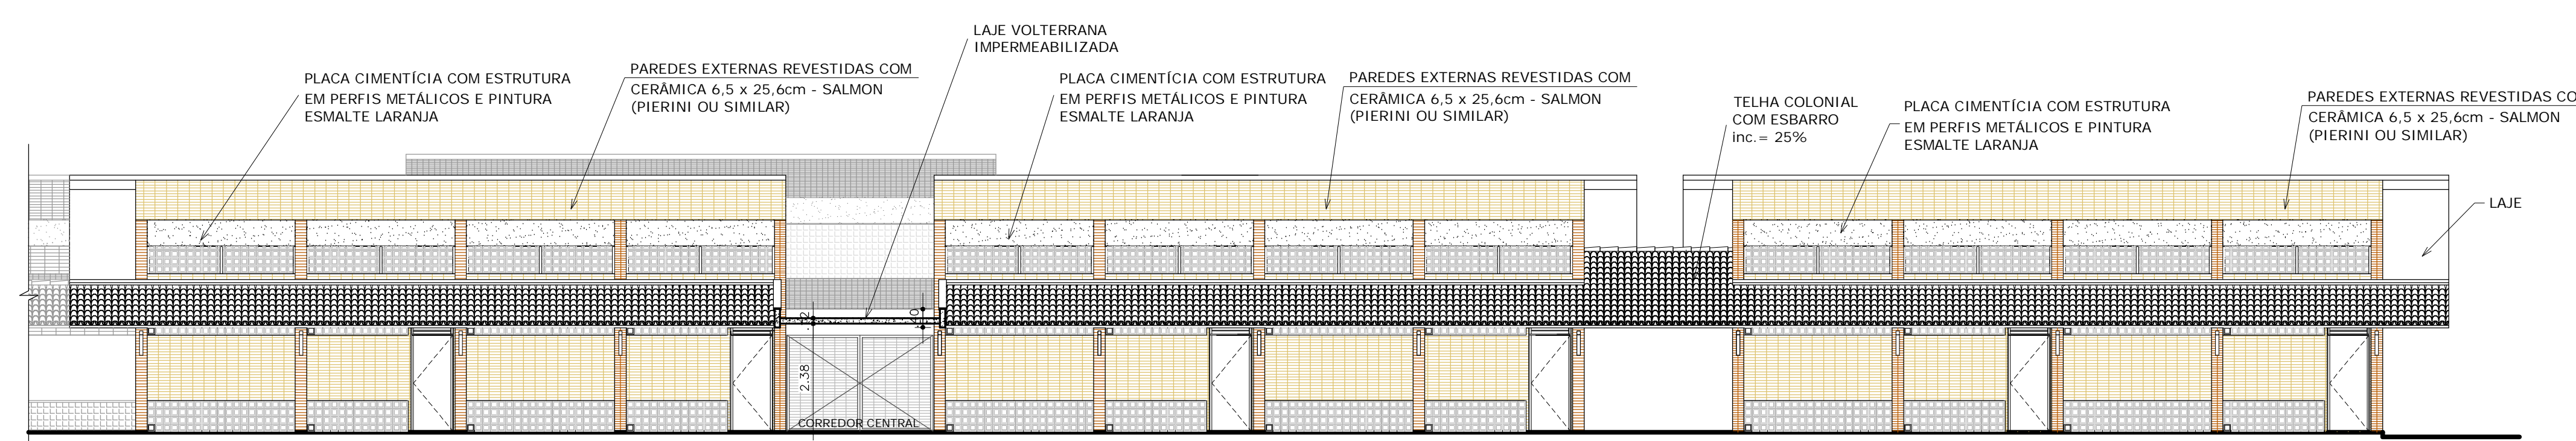 LAJE VOLTERRANA
IMPERMEABILIZADA
PLACA CIMENTÍCIA COM ESTRUTURA
EM PERFIS METÁLICOS E PINTURA
ESMALTE LARANJA
PAREDES EXTERNAS REVESTIDAS COM
CERÂMICA 6,5 x 25,6cm - SALMON
(PIERINI OU SIMILAR)
PLACA CIMENTÍCIA COM ESTRUTURA
EM PERFIS METÁLICOS E PINTURA
ESMALTE LARANJA
PAREDES EXTERNAS REVESTIDAS COM
CERÂMICA 6,5 x 25,6cm - SALMON
(PIERINI OU SIMILAR)
TELHA COLONIAL
COM ESBARRO
inc.= 25%
PLACA CIMENTÍCIA COM ESTRUTURA
EM PERFIS METÁLICOS E PINTURA
ESMALTE LARANJA
PAREDES EXTERNAS REVESTIDAS CO
CERÂMICA 6,5 x 25,6cm - SALMON
(PIERINI OU SIMILAR)
LAJE
2.38
CORREDOR CENTRAL